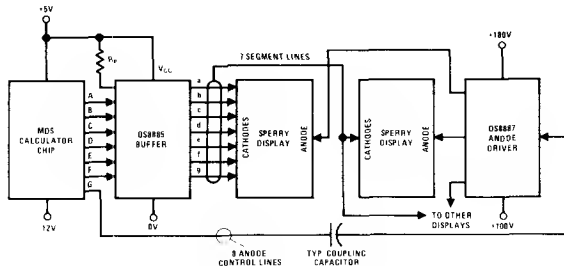 +5V
+180V
7 SEGMENT LINES
Rp
VCC
A
B
C
D
E
F
G
MOS
CALCULATOR
CHIP
DS8885
BUFFER
a
b
c
d
e
f
g
CATHODES
SPERRY
DISPLAY
ANODE
CATHODES
SPERRY
DISPLAY
ANODE
DS8887
ANODE
DRIVER
12V
0V
TO OTHER
DISPLAYS
+100V
8 ANODE
CONTROL LINES
TYP COUPLING
CAPACITOR